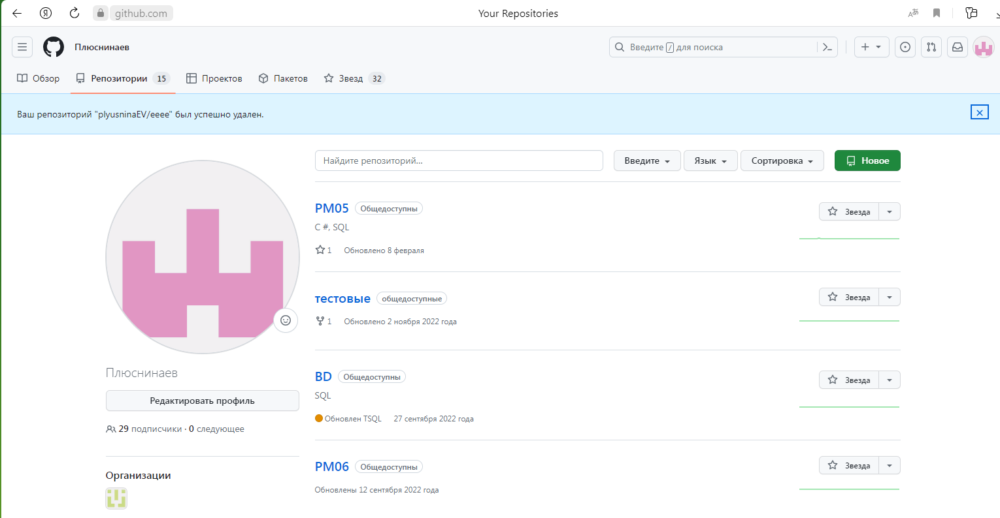 Я github.com Your Repositories
Плюснинаев Введите / для поиска
Обзор Репозитории 15 Проектов Пакетов Звезд 32
Ваш репозиторий "plyusninaEV/eeee" был успешно удален.
Найдите репозиторий... Введите Язык Сортировка Новое
PM05 Общедоступны Звезда
C #, SQL
1 Обновлено 8 февраля
тестовые общедоступные Звезда
1 Обновлено 2 ноября 2022 года
BD Общедоступны Звезда
SQL
Обновлен TSQL 27 сентября 2022 года
PM06 Общедоступны Звезда
Обновлены 12 сентября 2022 года
Плюснинаев
Редактировать профиль
29 подписчики · 0 следующее
Организации